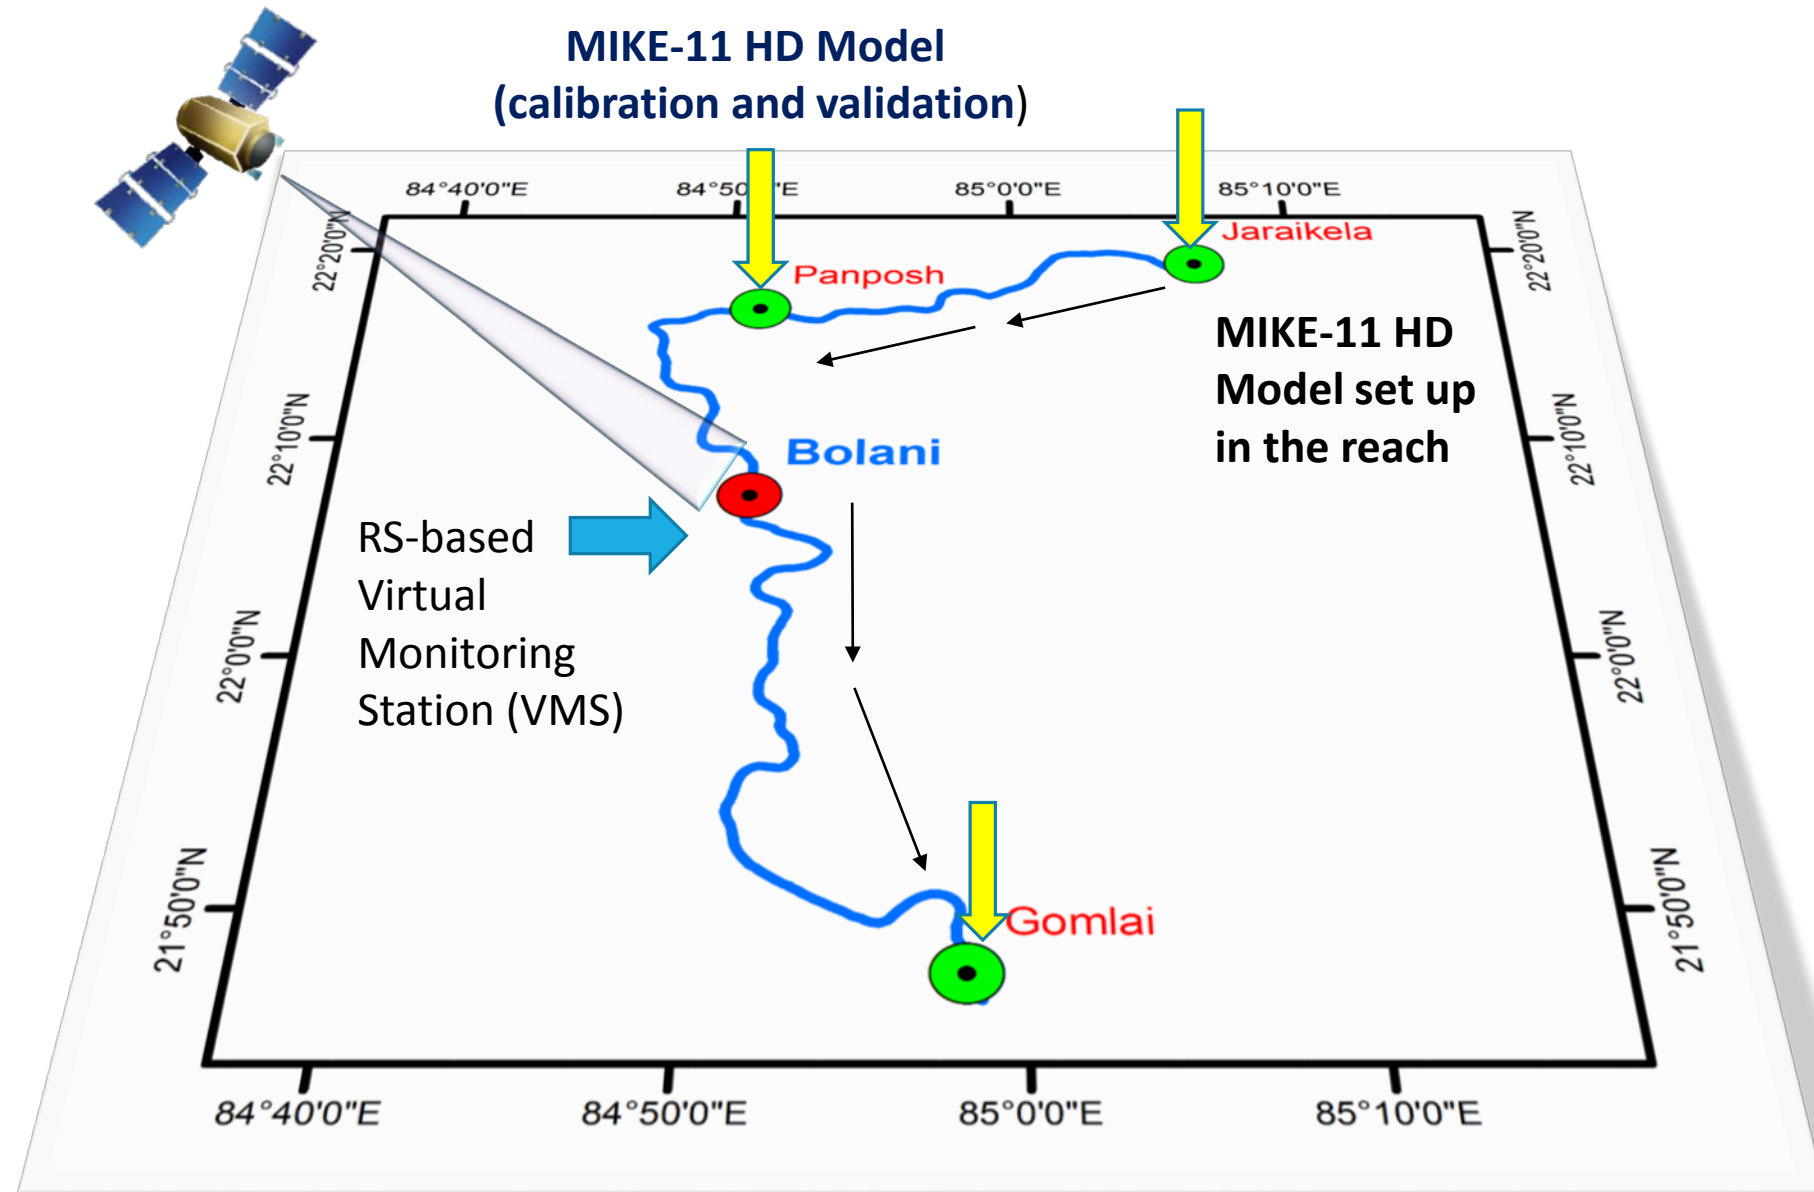 MIKE-11 HD Model
(calibration and validation)
84°40'0"E
84°50'0"E
85°0'0"E
85°10'0"E
22°20'0"N
22°20'0"N
Jaraikela
Panposh
MIKE-11 HD
Model set up
in the reach
22°10'0"N
22°10'0"N
Bolani
RS-based
Virtual
Monitoring
Station (VMS)
22°0'0"N
22°0'0"N
21°50'0"N
21°50'0"N
Gomlai
84°40'0"E
84°50'0"E
85°0'0"E
85°10'0"E